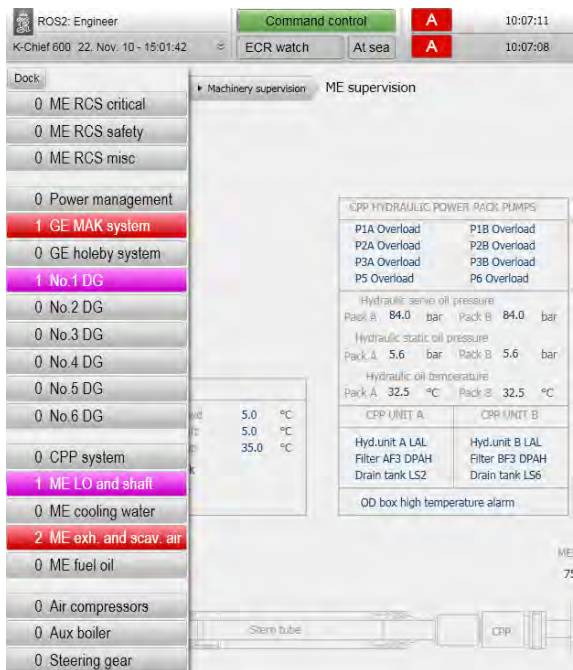 ROS2: Engineer
Command control
A
10:07:11
K-Chief 600 22. Nov. 10 - 15:01:42
ECR watch
At sea
A
10:07:08
Dock
Machinery supervision
ME supervision
0 ME RCS critical
0 ME RCS safety
0 ME RCS misc
0 Power management
1 GE MAK system
0 GE holeby system
1 No.1 DG
0 No.2 DG
0 No.3 DG
0 No.4 DG
0 No.5 DG
0 No.6 DG
0 CPP system
1 ME LO and shaft
0 ME cooling water
2 ME exh. and scav. air
0 ME fuel oil
0 Air compressors
0 Aux boiler
0 Steering gear
5.0 °C
5.0 °C
35.0 °C
CPP HYDRAULIC POWER PACK PUMPS
P1A Overload P1B Overload
P2A Overload P2B Overload
P3A Overload P3B Overload
P5 Overload P6 Overload
Hydraulic servo oil pressure
Pack A 84.0 bar Pack B 84.0 bar
Hydraulic static oil pressure
Pack A 5.6 bar Pack B 5.6 bar
Hydraulic oil temperature
Pack A 32.5 °C Pack B 32.5 °C
CPP UNIT A CPP UNIT B
Hyd.unit A LAL Hyd.unit B LAL
Filter AF3 DPAH Filter BF3 DPAH
Drain tank LS2 Drain tank LS6
OD box high temperature alarm
ME
75
Stern tube
CPP